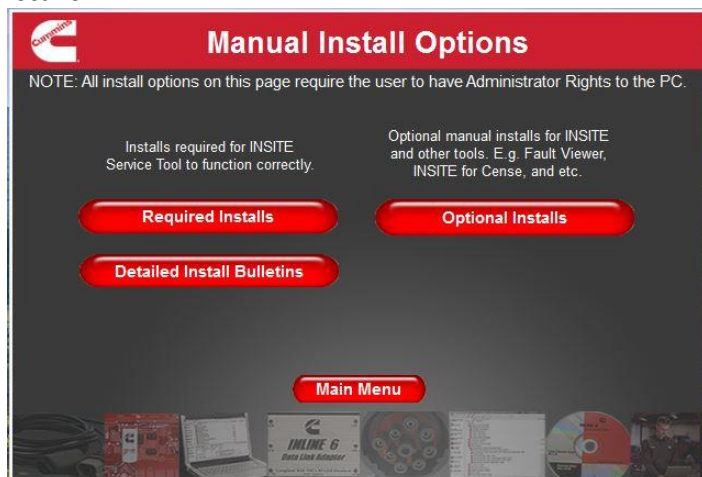 Cummins
Manual Install Options
NOTE: All install options on this page require the user to have Administrator Rights to the PC.
Installs required for INSITE
Service Tool to function correctly.
Optional manual installs for INSITE
and other tools. E.g. Fault Viewer,
INSITE for Cense, and etc.
Required Installs
Optional Installs
Detailed Install Bulletins
Main Menu
INLINE 6
Data Link Adapter